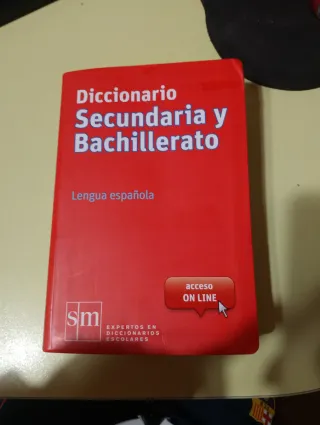 Diccionario
Secundaria y
Bachillerato
Lengua española
acceso
ON LINE
sm
EXPERTOS EN
DICCIONARIOS
ESCOLARES